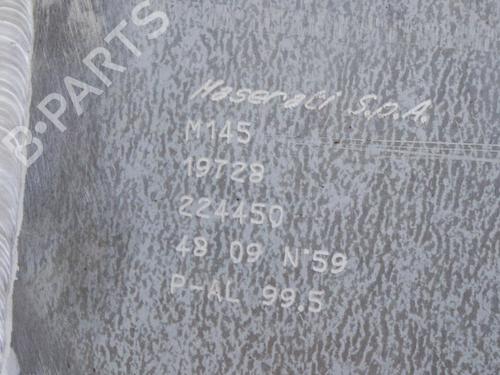 B-PARTS
Maserati S.p.A.
M145
19728
224450
48 09 N°59
P-AL 99.5